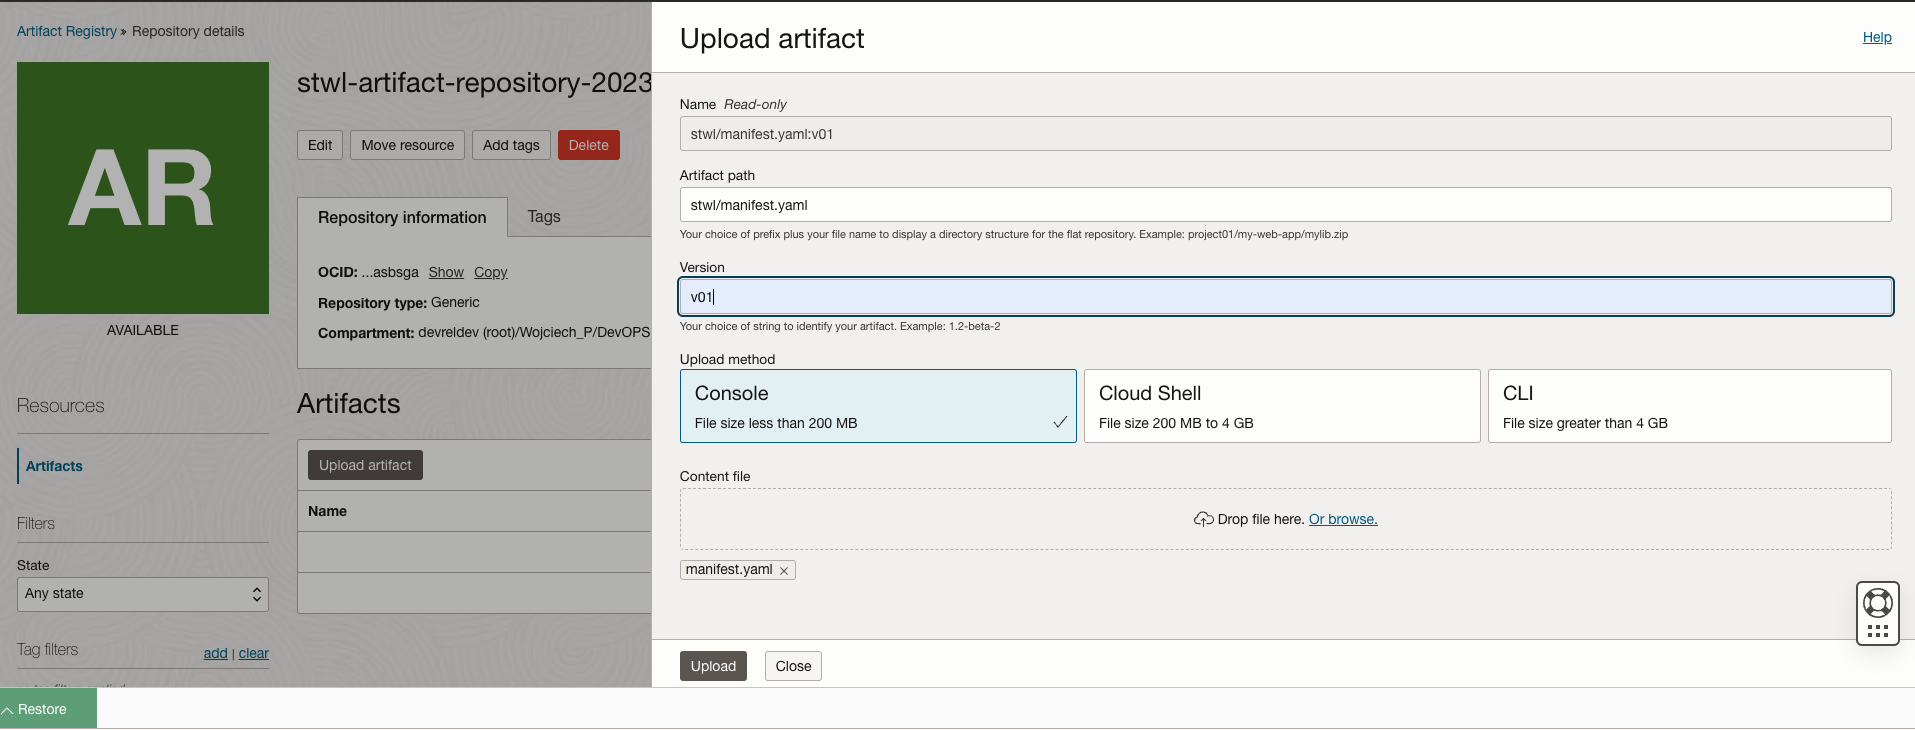 Artifact Registry » Repository details
AR
AVAILABLE
stwl-artifact-repository-2023
Edit
Move resource
Add tags
Delete
Repository information
Tags
OCID: ...asbsga Show Copy
Repository type: Generic
Compartment: devreldev (root)/Wojciech_P/DevOPS
Resources
Artifacts
Filters
State
Any state
Tag filters
add | clear
Artifacts
Upload artifact
Name
Upload artifact
Help
Name Read-only
stwl/manifest.yaml:v01
Artifact path
stwl/manifest.yaml
Your choice of prefix plus your file name to display a directory structure for the flat repository. Example: project01/my-web-app/mylib.zip
Version
v01
Your choice of string to identify your artifact. Example: 1.2-beta-2
Upload method
Console
File size less than 200 MB
Cloud Shell
File size 200 MB to 4 GB
CLI
File size greater than 4 GB
Content file
Drop file here. Or browse.
manifest.yaml ×
Upload
Close
Restore